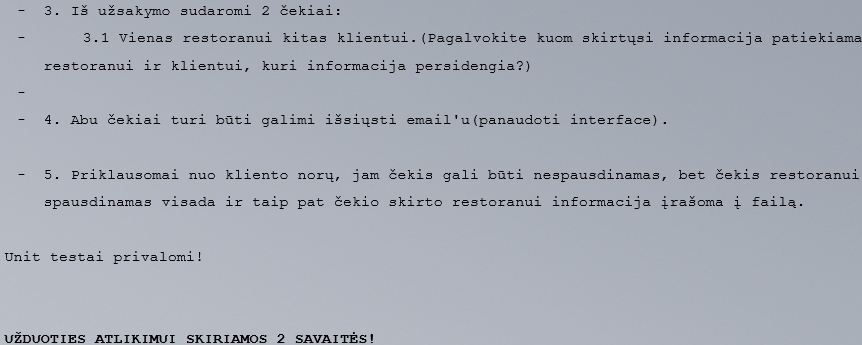 - 3. Iš užsakymo sudaromi 2 čekiai:
- 3.1 Vienas restoranui kitas klientui.(Pagalvokite kuom skirtųsi informacija patiekiama
restoranui ir klientui, kuri informacija persidengia?)
-
- 4. Abu čekiai turi būti galimi išsiųsti email'u(panaudoti interface).
- 5. Priklausomai nuo kliento norų, jam čekis gali būti nespausdinamas, bet čekis restoranui
spausdinamas visada ir taip pat čekio skirto restoranui informacija įrašoma į failą.
Unit testai privalomi!
UŽDUOTIES ATLIKIMUI SKIRIAMOS 2 SAVAITĖS!